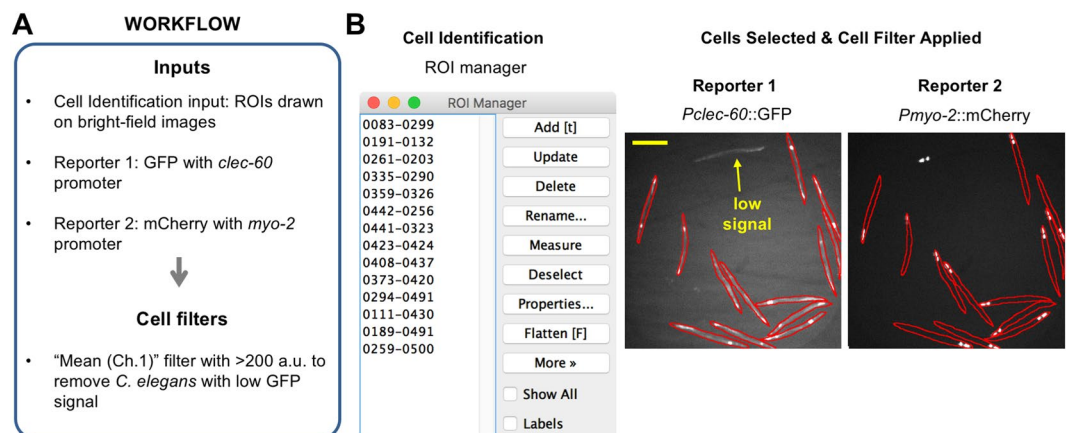 A
WORKFLOW
Inputs
• Cell Identification input: ROIs drawn
on bright-field images
• Reporter 1: GFP with clec-60
promoter
• Reporter 2: mCherry with myo-2
promoter
Cell filters
• “Mean (Ch.1)” filter with >200 a.u. to
remove C. elegans with low GFP
signal
B
Cell Identification
ROI manager
ROI Manager
0083-0299
0191-0132
0261-0203
0335-0290
0359-0326
0442-0256
0441-0323
0423-0424
0408-0437
0373-0420
0294-0491
0111-0430
0189-0491
0259-0500
Add [t]
Update
Delete
Rename...
Measure
Deselect
Properties...
Flatten [F]
More »
Show All
Labels
Cells Selected & Cell Filter Applied
Reporter 1
Pclec-60::GFP
low
signal
Reporter 2
Pmyo-2::mCherry